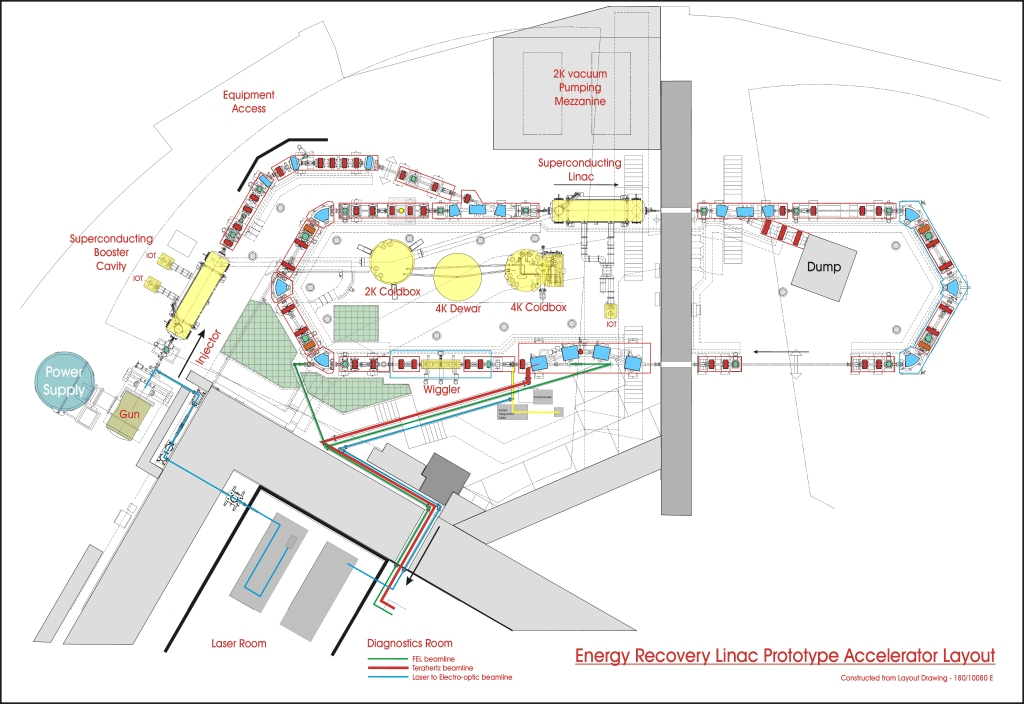 2K vacuum
Pumping
Mezzanine
Equipment
Access
Superconducting
Linac
Superconducting
Booster
Cavity
IOT
IOT
Dump
2K Coldbox
4K Dewar
4K Coldbox
IOT
Injector
Power
Supply
Gun
Wiggler
Laser Room
Diagnostics Room
FEL beamline
Terahertz beamline
Laser to Electro-optic beamline
Energy Recovery Linac Prototype Accelerator Layout
Constructed from Layout Drawing - 180/10080 E